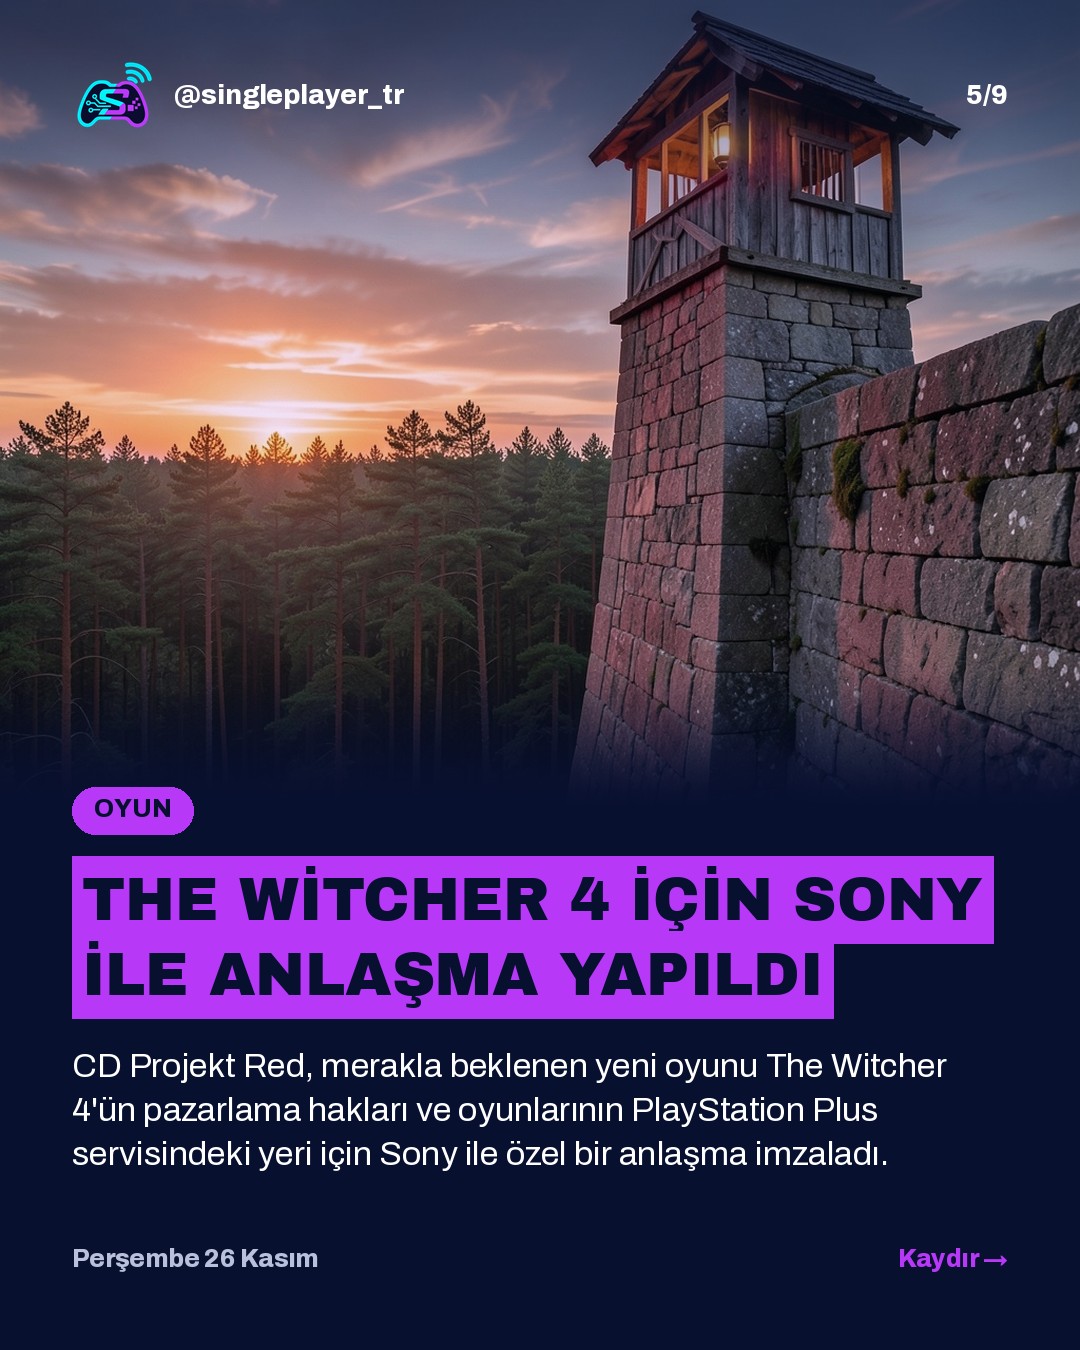 @singleplayer_tr
5/9
OYUN
THE WİTCHER 4 İÇİN SONY
İLE ANLAŞMA YAPILDI
CD Projekt Red, merakla beklenen yeni oyunu The Witcher
4'ün pazarlama hakları ve oyunlarının PlayStation Plus
servisindeki yeri için Sony ile özel bir anlaşma imzaladı.
Perşembe 26 Kasım
Kaydır →